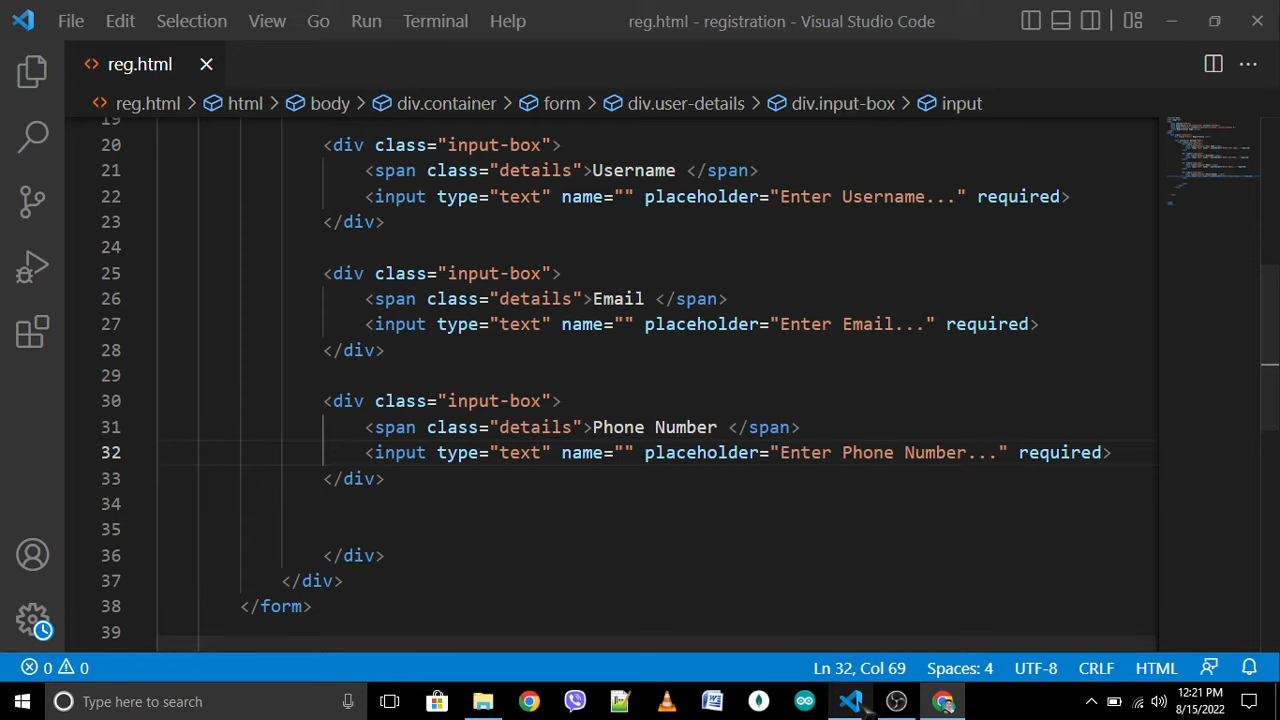 File Edit Selection View Go Run Terminal Help reg.html - registration - Visual Studio Code
reg.html
reg.html html body div.container form div.user-details div.input-box input
19
20 <div class="input-box">
21 <span class="details">Username </span>
22 <input type="text" name="" placeholder="Enter Username..." required>
23 </div>
24
25 <div class="input-box">
26 <span class="details">Email </span>
27 <input type="text" name="" placeholder="Enter Email..." required>
28 </div>
29
30 <div class="input-box">
31 <span class="details">Phone Number </span>
32 <input type="text" name="" placeholder="Enter Phone Number..." required>
33 </div>
34
35
36 </div>
37 </div>
38 </form>
39
0 0 Ln 32, Col 69 Spaces: 4 UTF-8 CRLF HTML
Type here to search 12:21 PM
8/15/2022